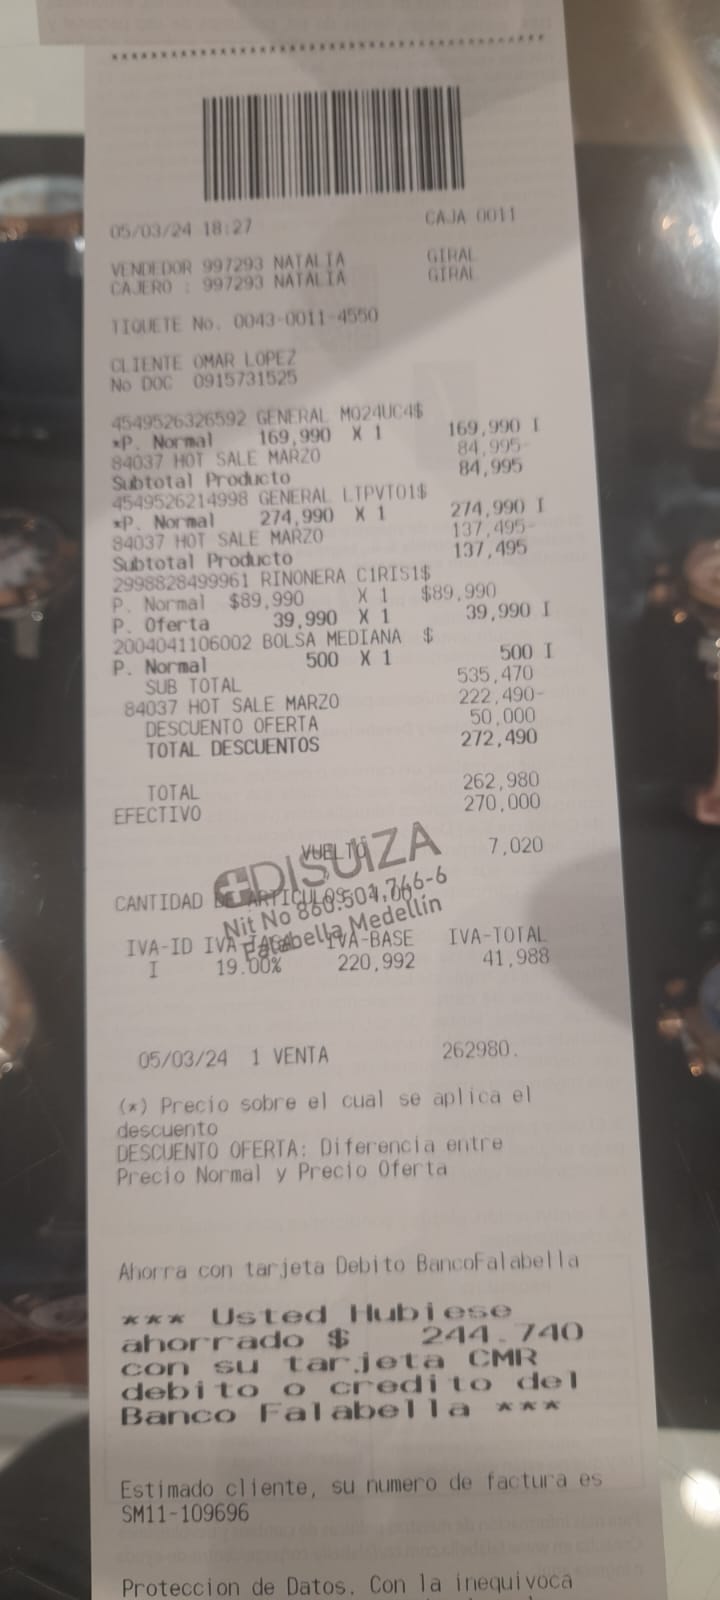 05/03/24 18:27 CAJA 0011
VENDEDOR 997293 NATALIA GIRAL
CAJERO : 997293 NATALIA GIRAL
TIQUETE No. 0043-0011-4550
CLIENTE OMAR LOPEZ
No DOC 0915731525
4549526326592 GENERAL M024UC4$
*P. Normal 169,990 X 1 169,990 I
84037 HOT SALE MARZO 84,995-
Subtotal Producto 84,995
4549526214998 GENERAL LTPVT01$
*P. Normal 274,990 X 1 274,990 I
84037 HOT SALE MARZO 137,495-
Subtotal Producto 137,495
2998828499961 RINONERA C1RIS1$
P. Normal $89,990 X 1 $89,990
P. Oferta 39,990 X 1 39,990 I
2004041106002 BOLSA MEDIANA $
P. Normal 500 X 1 500 I
SUB TOTAL 535,470
84037 HOT SALE MARZO 222,490-
DESCUENTO OFERTA 50,000
TOTAL DESCUENTOS 272,490
TOTAL 262,980
EFECTIVO 270,000
VUELTO 7,020
DISUIZA
CANTIDAD DE ARTICULOS
Nit No 860.501.766-6
Falabella Medellín
IVA-ID IVA IVA-BASE IVA-TOTAL
I 19.00% 220,992 41,988
05/03/24 1 VENTA 262980.
(*) Precio sobre el cual se aplica el
descuento
DESCUENTO OFERTA: Diferencia entre
Precio Normal y Precio Oferta
Ahorra con tarjeta Debito BancoFalabella
*** Usted Hubiese
ahorrado $ 244.740
con su tarjeta CMR
debito o credito del
Banco Falabella ***
Estimado cliente, su numero de factura es
SM11-109696
Proteccion de Datos. Con la inequivoca